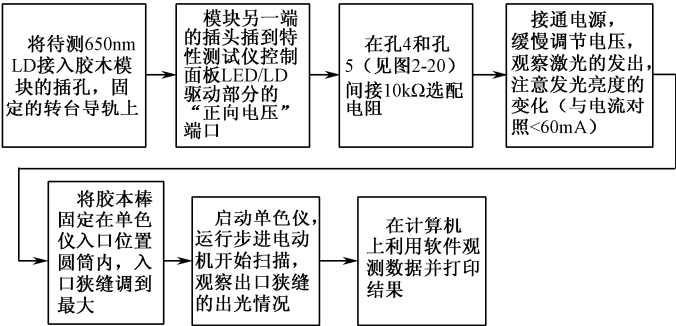 将待测650nm
LD接入胶木模
块的插孔，固
定的转台导轨上
模块另一端
的插头插到特
性测试仪控制
面板LED/LD
驱动部分的
“正向电压”
端口
在孔4和孔
5（见图2-20）
间接10kΩ选配
电阻
接通电源，
缓慢调节电压，
观察激光的发出，
注意发光亮度的
变化（与电流对
照<60mA）
将胶本棒
固定在单色
仪入口位置
圆筒内，入
口狭缝调到
最大
启动单色仪，
运行步进电动
机开始扫描，
观察出口狭缝
的出光情况
在计算机
上利用软件观
测数据并打印
结果